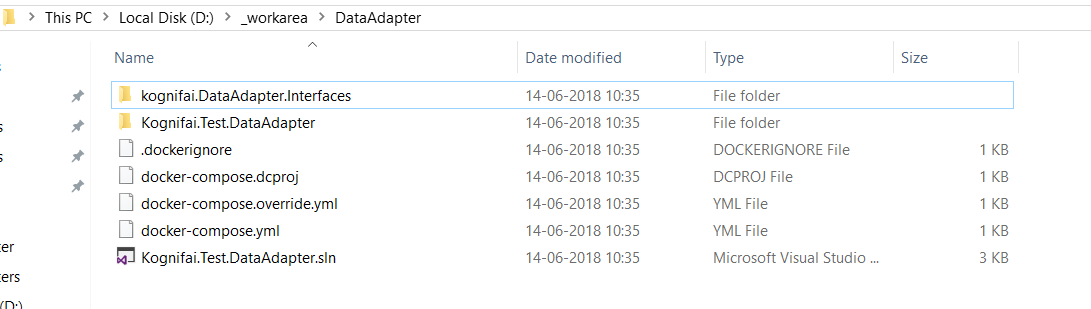 This PC > Local Disk (D:) > _workarea > DataAdapter
Name Date modified Type Size
kognifai.DataAdapter.Interfaces 14-06-2018 10:35 File folder
Kognifai.Test.DataAdapter 14-06-2018 10:35 File folder
.dockerignore 14-06-2018 10:35 DOCKERIGNORE File 1 KB
docker-compose.dcproj 14-06-2018 10:35 DCPROJ File 1 KB
docker-compose.override.yml 14-06-2018 10:35 YML File 1 KB
docker-compose.yml 14-06-2018 10:35 YML File 1 KB
Kognifai.Test.DataAdapter.sln 14-06-2018 10:35 Microsoft Visual Studio ... 3 KB
(D:)